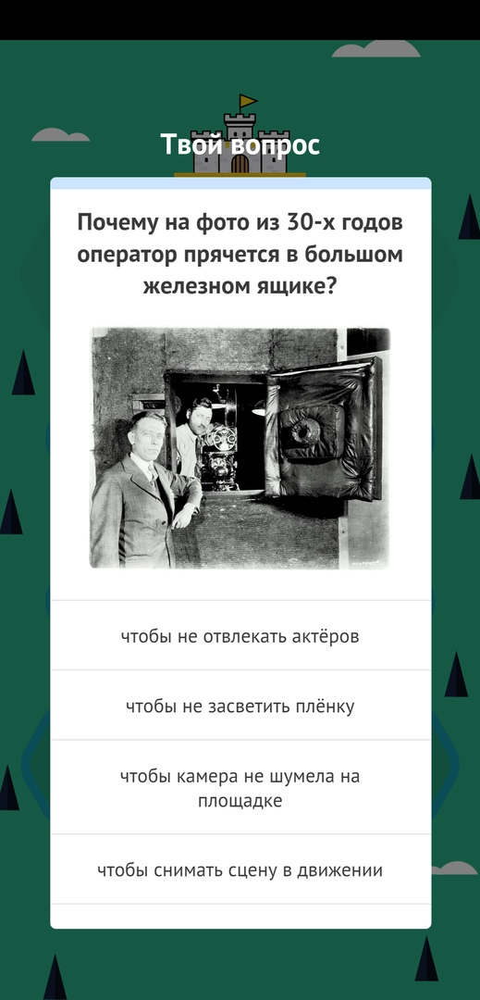 Твой вопрос
Почему на фото из 30-х годов
оператор прячется в большом
железном ящике?
чтобы не отвлекать актёров
чтобы не засветить плёнку
чтобы камера не шумела на
площадке
чтобы снимать сцену в движении